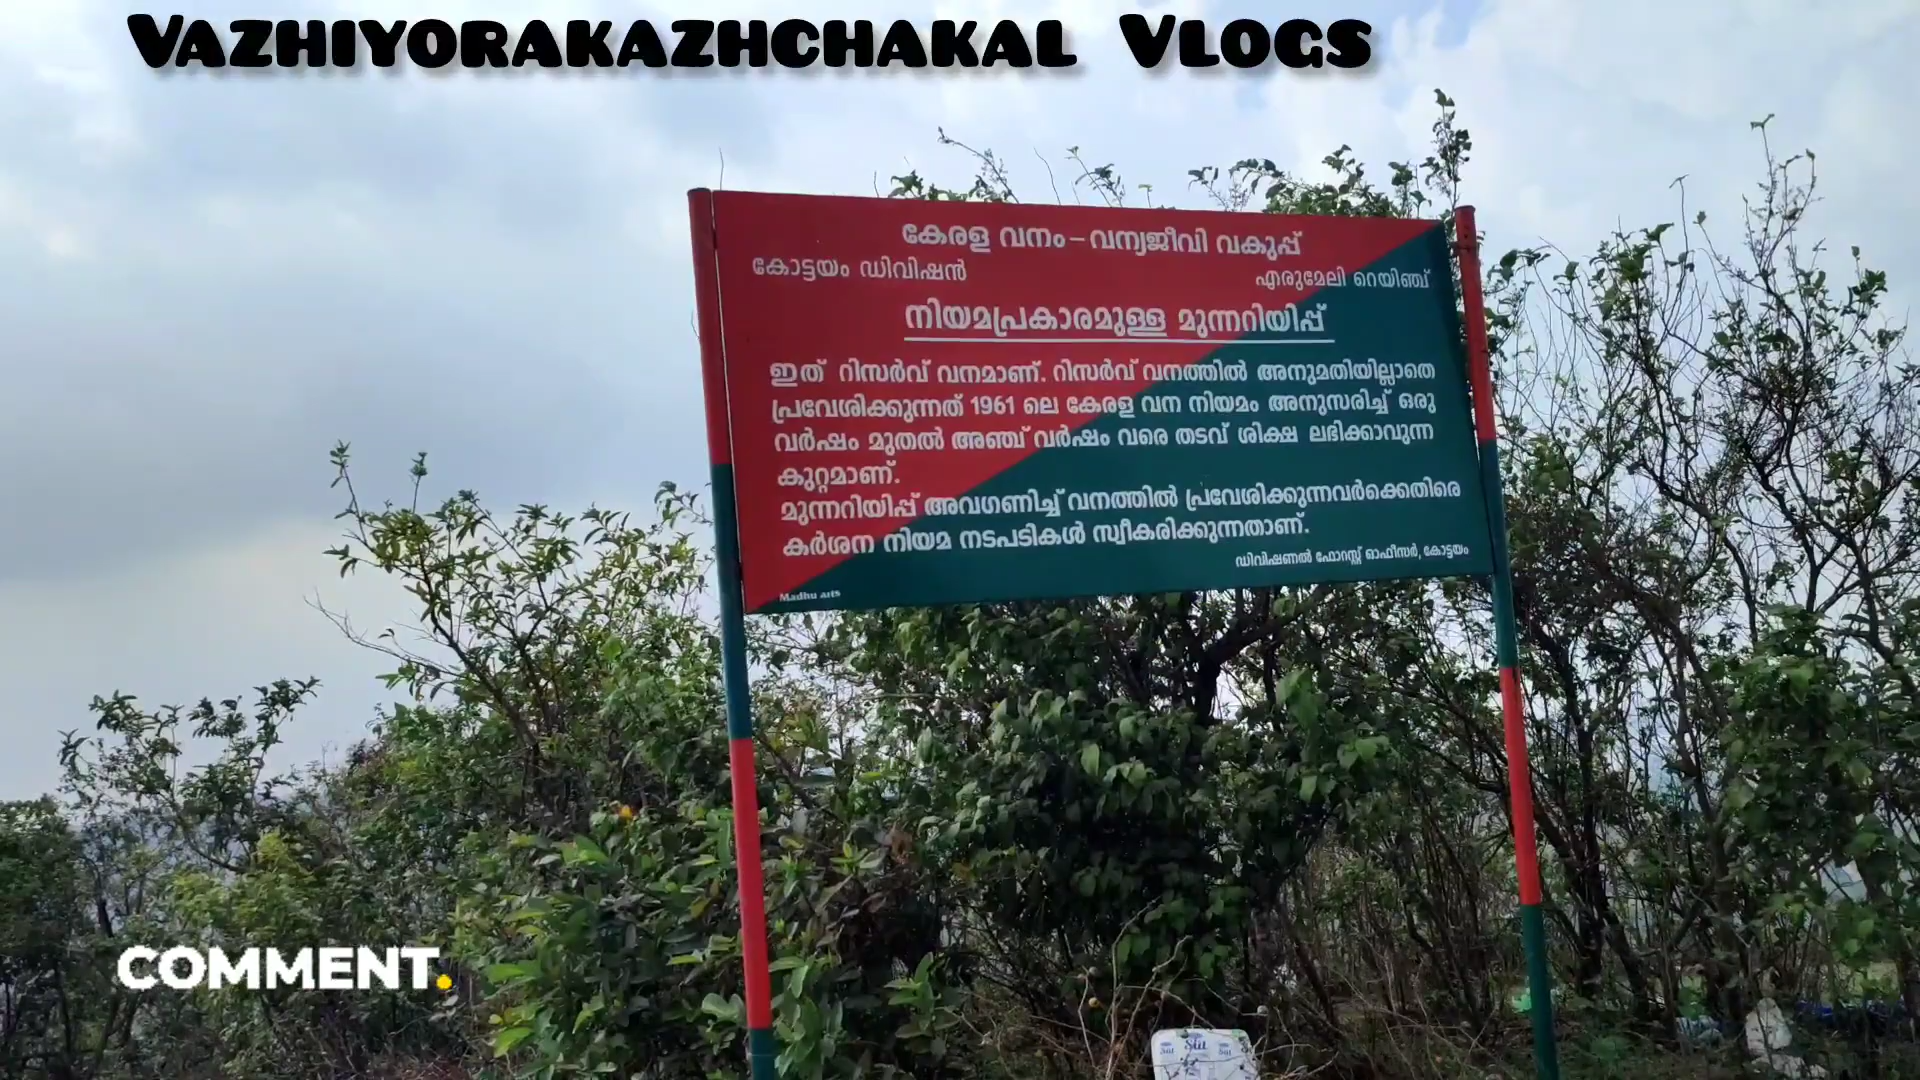 VAZHIYORAKAZHCHAKAL VLOGS
കേരള വനം – വന്യജീവി വകുപ്പ്
കോട്ടയം ഡിവിഷൻ എരുമേലി റെയിഞ്ച്
നിയമപ്രകാരമുള്ള മുന്നറിയിപ്പ്
ഇത് റിസർവ് വനമാണ്. റിസർവ് വനത്തിൽ അനുമതിയില്ലാതെ
പ്രവേശിക്കുന്നത് 1961 ലെ കേരള വന നിയമം അനുസരിച്ച് ഒരു
വർഷം മുതൽ അഞ്ച് വർഷം വരെ തടവ് ശിക്ഷ ലഭിക്കാവുന്ന
കുറ്റമാണ്.
മുന്നറിയിപ്പ് അവഗണിച്ച് വനത്തിൽ പ്രവേശിക്കുന്നവർക്കെതിരെ
കർശന നിയമ നടപടികൾ സ്വീകരിക്കുന്നതാണ്.
ഡിവിഷണൽ ഫോറസ്റ്റ് ഓഫീസർ, കോട്ടയം
Madhu arts
COMMENT.